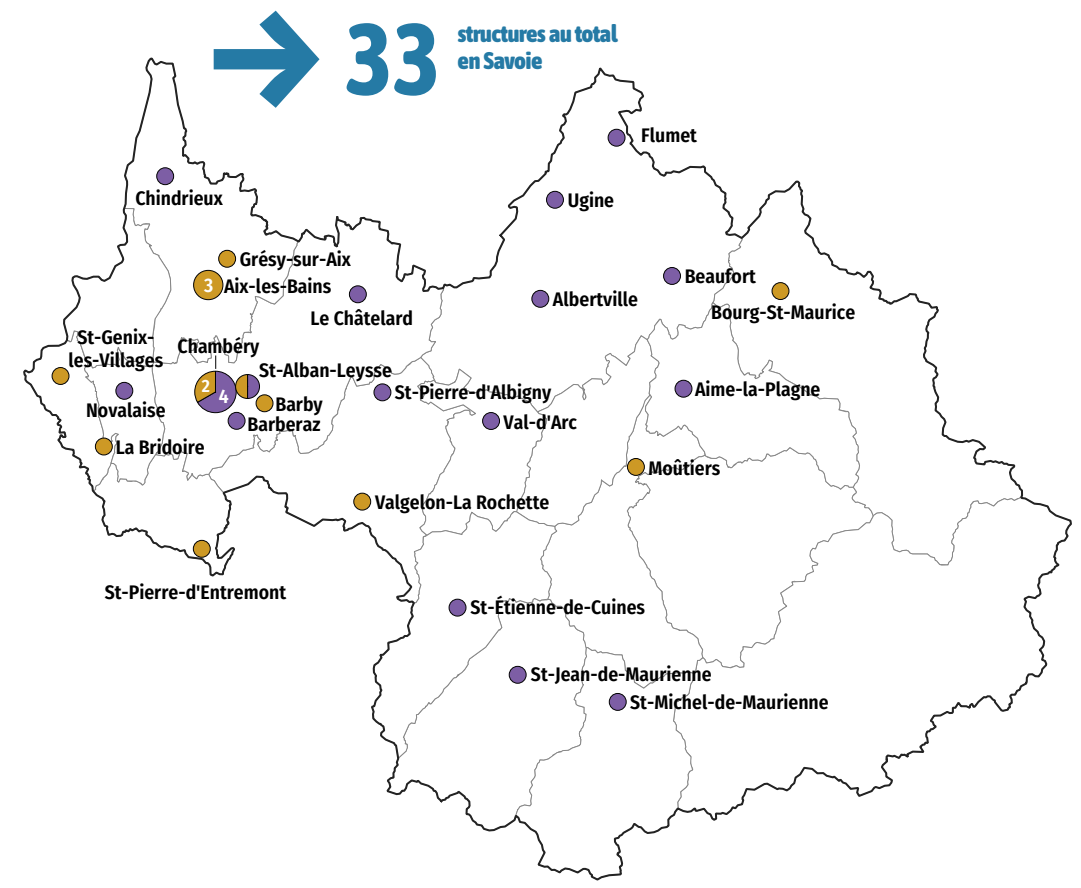 33
structures au total
en Savoie
Flumet
Chindrieux
Ugine
Grésy-sur-Aix
3
Aix-les-Bains
Beaufort
Albertville
Le Châtelard
Bourg-St-Maurice
St-Genix-
les-Villages
Chambéry
St-Alban-Leysse
2
4
St-Pierre-d'Albigny
Aime-la-Plagne
Novalaise
Barby
Barberaz
Val-d'Arc
La Bridoire
Moûtiers
Valgelon-La Rochette
St-Pierre-d'Entremont
St-Étienne-de-Cuines
St-Jean-de-Maurienne
St-Michel-de-Maurienne